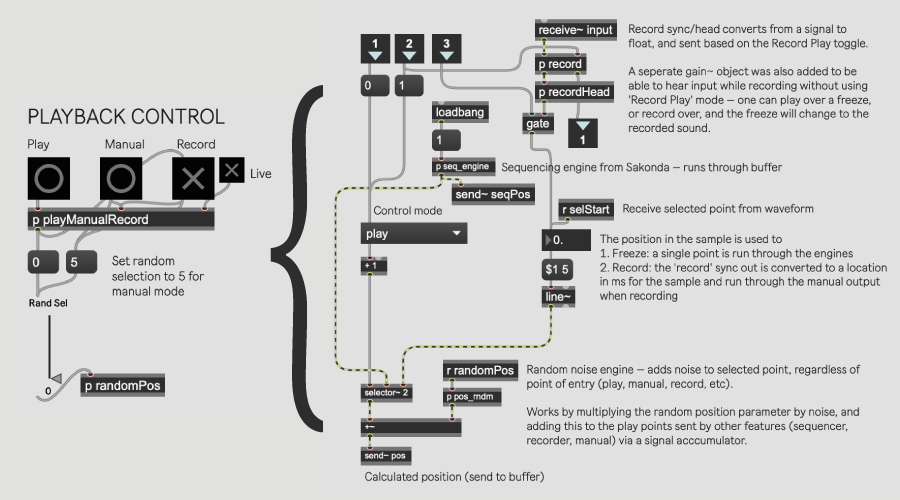 PLAYBACK CONTROL
Play
Manual
Record
Live
p playManualRecord
0
5
Set random
selection to 5 for
manual mode
Rand Sel
0
p randomPos
1
2
3
0
1
receive~ input
p record
p recordHead
gate
1
Record sync/head converts from a signal to
float, and sent based on the Record Play toggle.
A seperate gain~ object was also added to be
able to hear input while recording without using
'Record Play' mode – one can play over a freeze,
or record over, and the freeze will change to the
recorded sound.
loadbang
1
p seq_engine
Sequencing engine from Sakonda – runs through buffer
send~ seqPos
Control mode
play
+ 1
r selStart
Receive selected point from waveform
0.
$1 5
line~
The position in the sample is used to
1. Freeze: a single point is run through the engines
2. Record: the 'record' sync out is converted to a location
in ms for the sample and run through the manual output
when recording
r randomPos
p pos_rndm
selector~ 2
+~
send~ pos
Random noise engine – adds noise to selected point, regardless of
point of entry (play, manual, record, etc).
Works by multiplying the random position parameter by noise, and
adding this to the play points sent by other features (sequencer,
recorder, manual) via a signal acccumulator.
Calculated position (send to buffer)